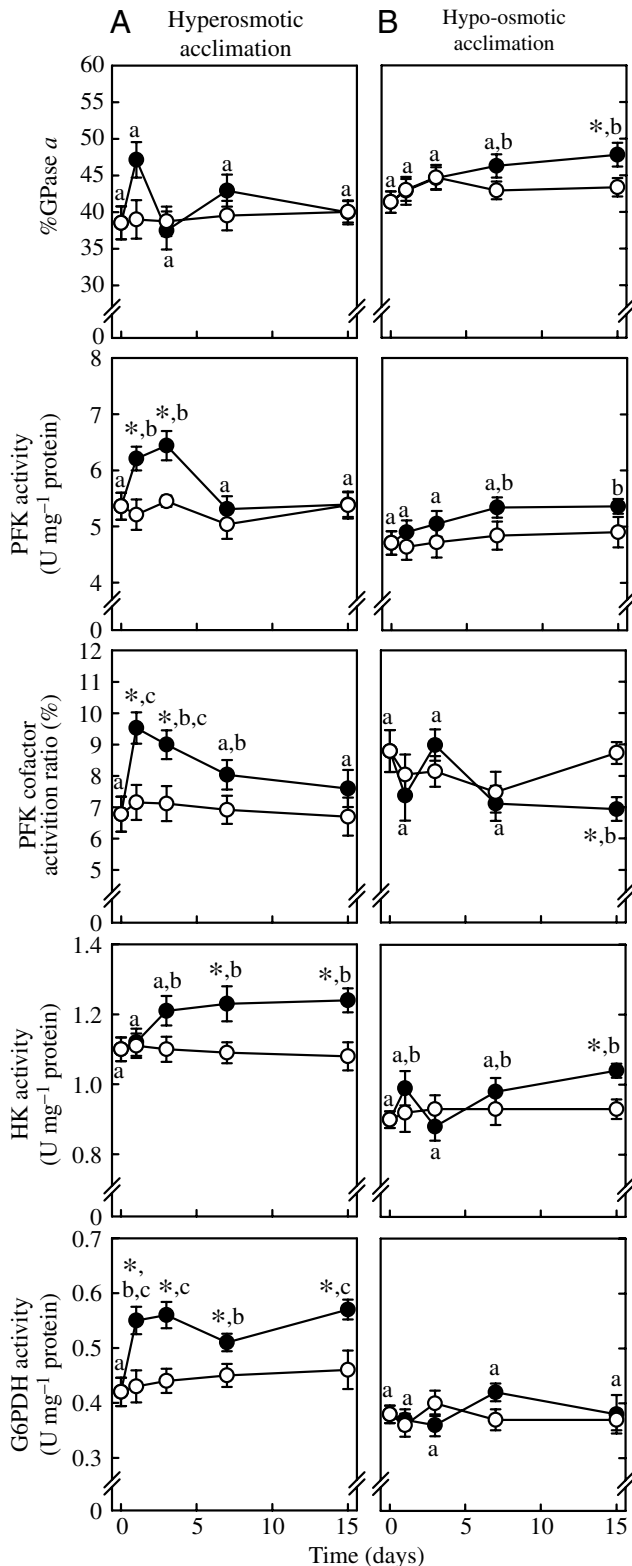 A
Hyperosmotic
acclimation
B
Hypo-osmotic
acclimation
%GPase a
60
55
50
45
40
35
30
0
a
a
a
a
a
a
a
a
a,b
*,b
PFK activity
(U mg–1 protein)
8
7
6
5
4
0
a
*,b
*,b
a
a
a
a
a
a,b
b
PFK cofactor
activition ratio (%)
12
11
10
9
8
7
6
5
0
a
*,c
*,b,c
a,b
a
a
a
a
a
*,b
HK activity
(U mg–1 protein)
1.4
1.2
1.0
0.8
0
a
a
a,b
*,b
*,b
a
a,b
a
a,b
*,b
G6PDH activity
(U mg–1 protein)
0.7
0.6
0.5
0.4
0.3
0
a
*,
b,c
*,c
*,b
*,c
a
a
a
a
a
0 5 10 15 0 5 10 15
Time (days)